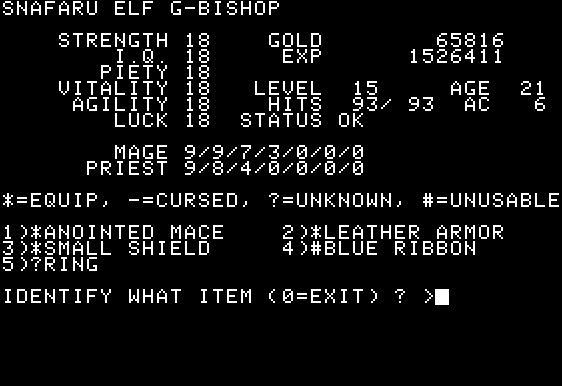 SNAFARU ELF G-BISHOP
STRENGTH 18 GOLD 65816
I.Q. 18 EXP 1526411
PIETY 18
VITALITY 18 LEVEL 15 AGE 21
AGILITY 18 HITS 93/ 93 AC 6
LUCK 18 STATUS OK
MAGE 9/9/7/3/0/0/0
PRIEST 9/8/4/0/0/0/0
*=EQUIP, -=CURSED, ?=UNKNOWN, #=UNUSABLE
1)*ANOINTED MACE 2)*LEATHER ARMOR
3)*SMALL SHIELD 4)#BLUE RIBBON
5)?RING
IDENTIFY WHAT ITEM (0=EXIT) ? >